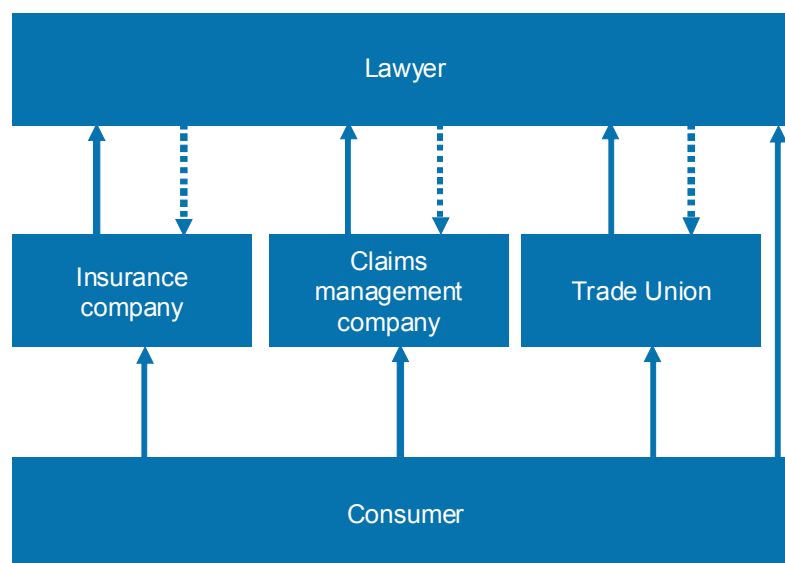 Lawyer
Insurance
company
Claims
management
company
Trade Union
Consumer